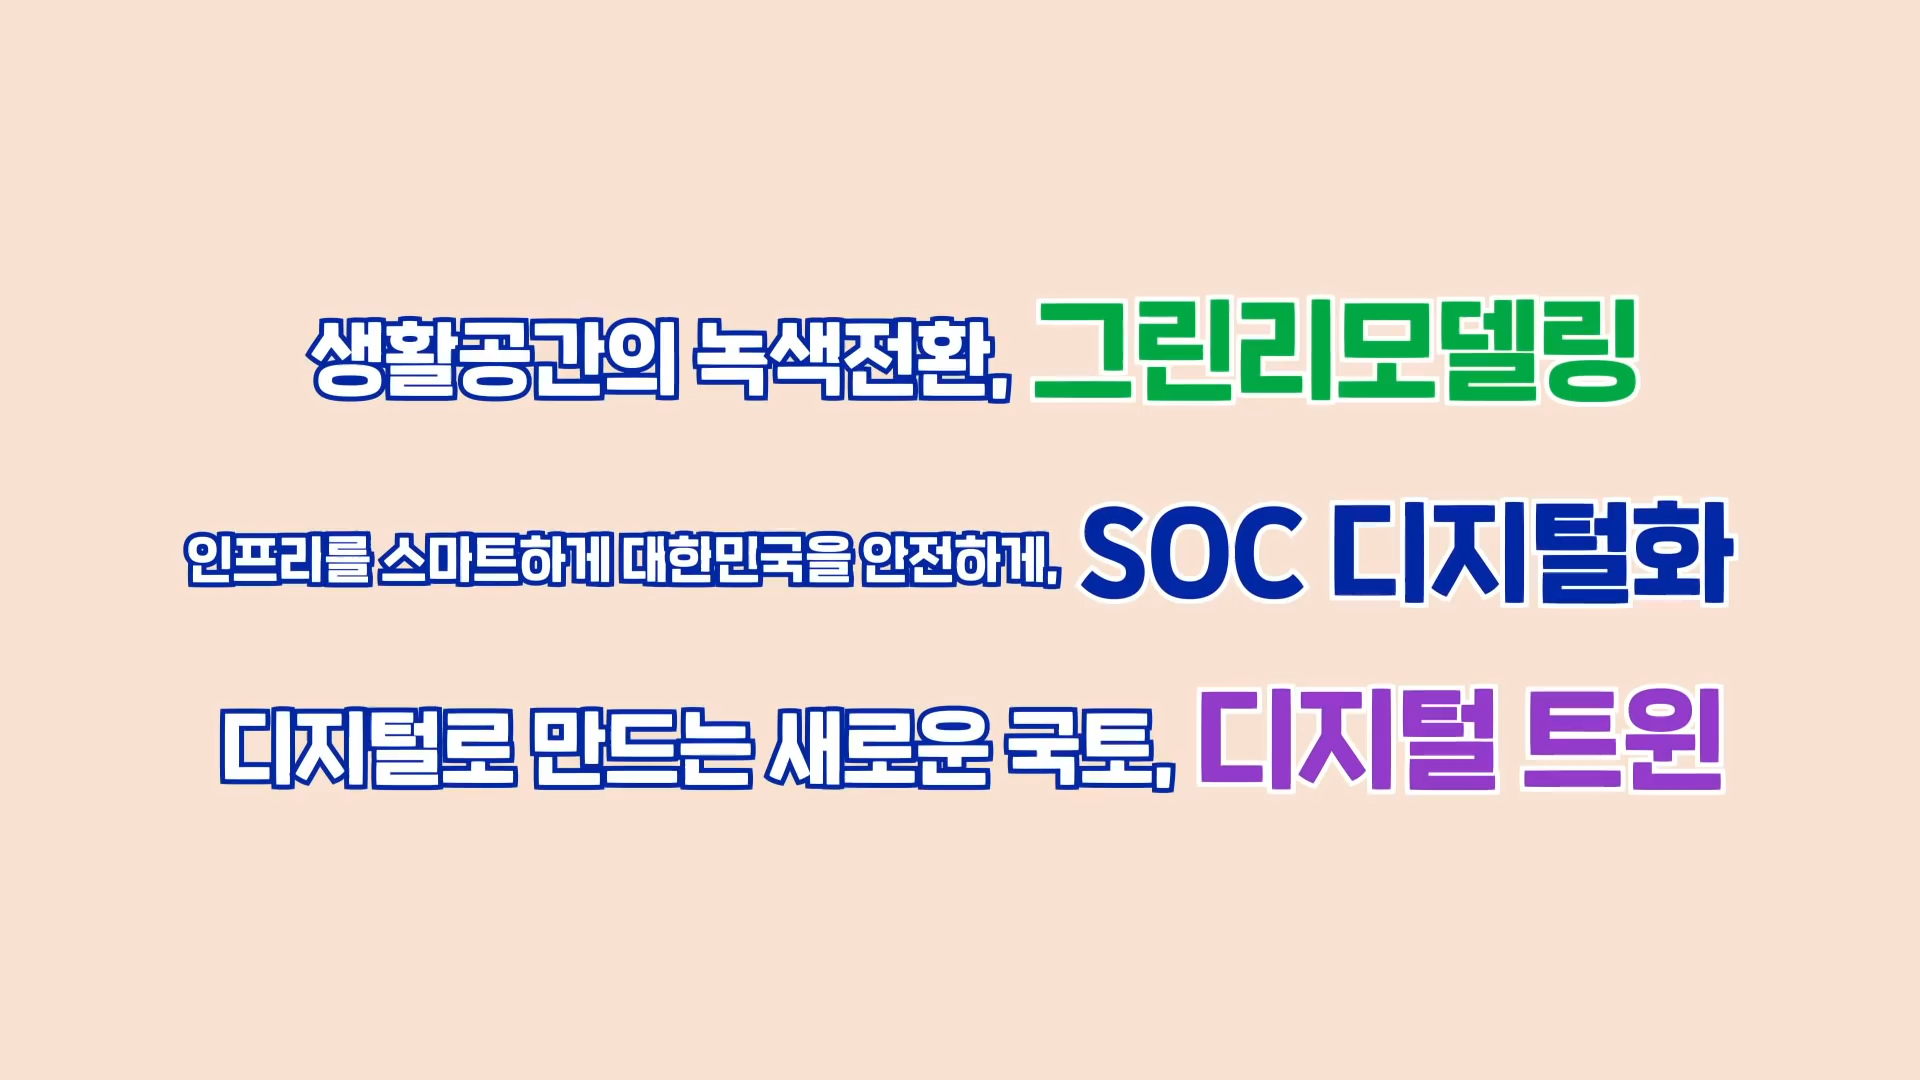 생활공간의 녹색전환, 그린리모델링
인프리를 스마트하게 대한민국을 안전하게, SOC 디지털화
디지털로 만드는 새로운 국토, 디지털 트윈